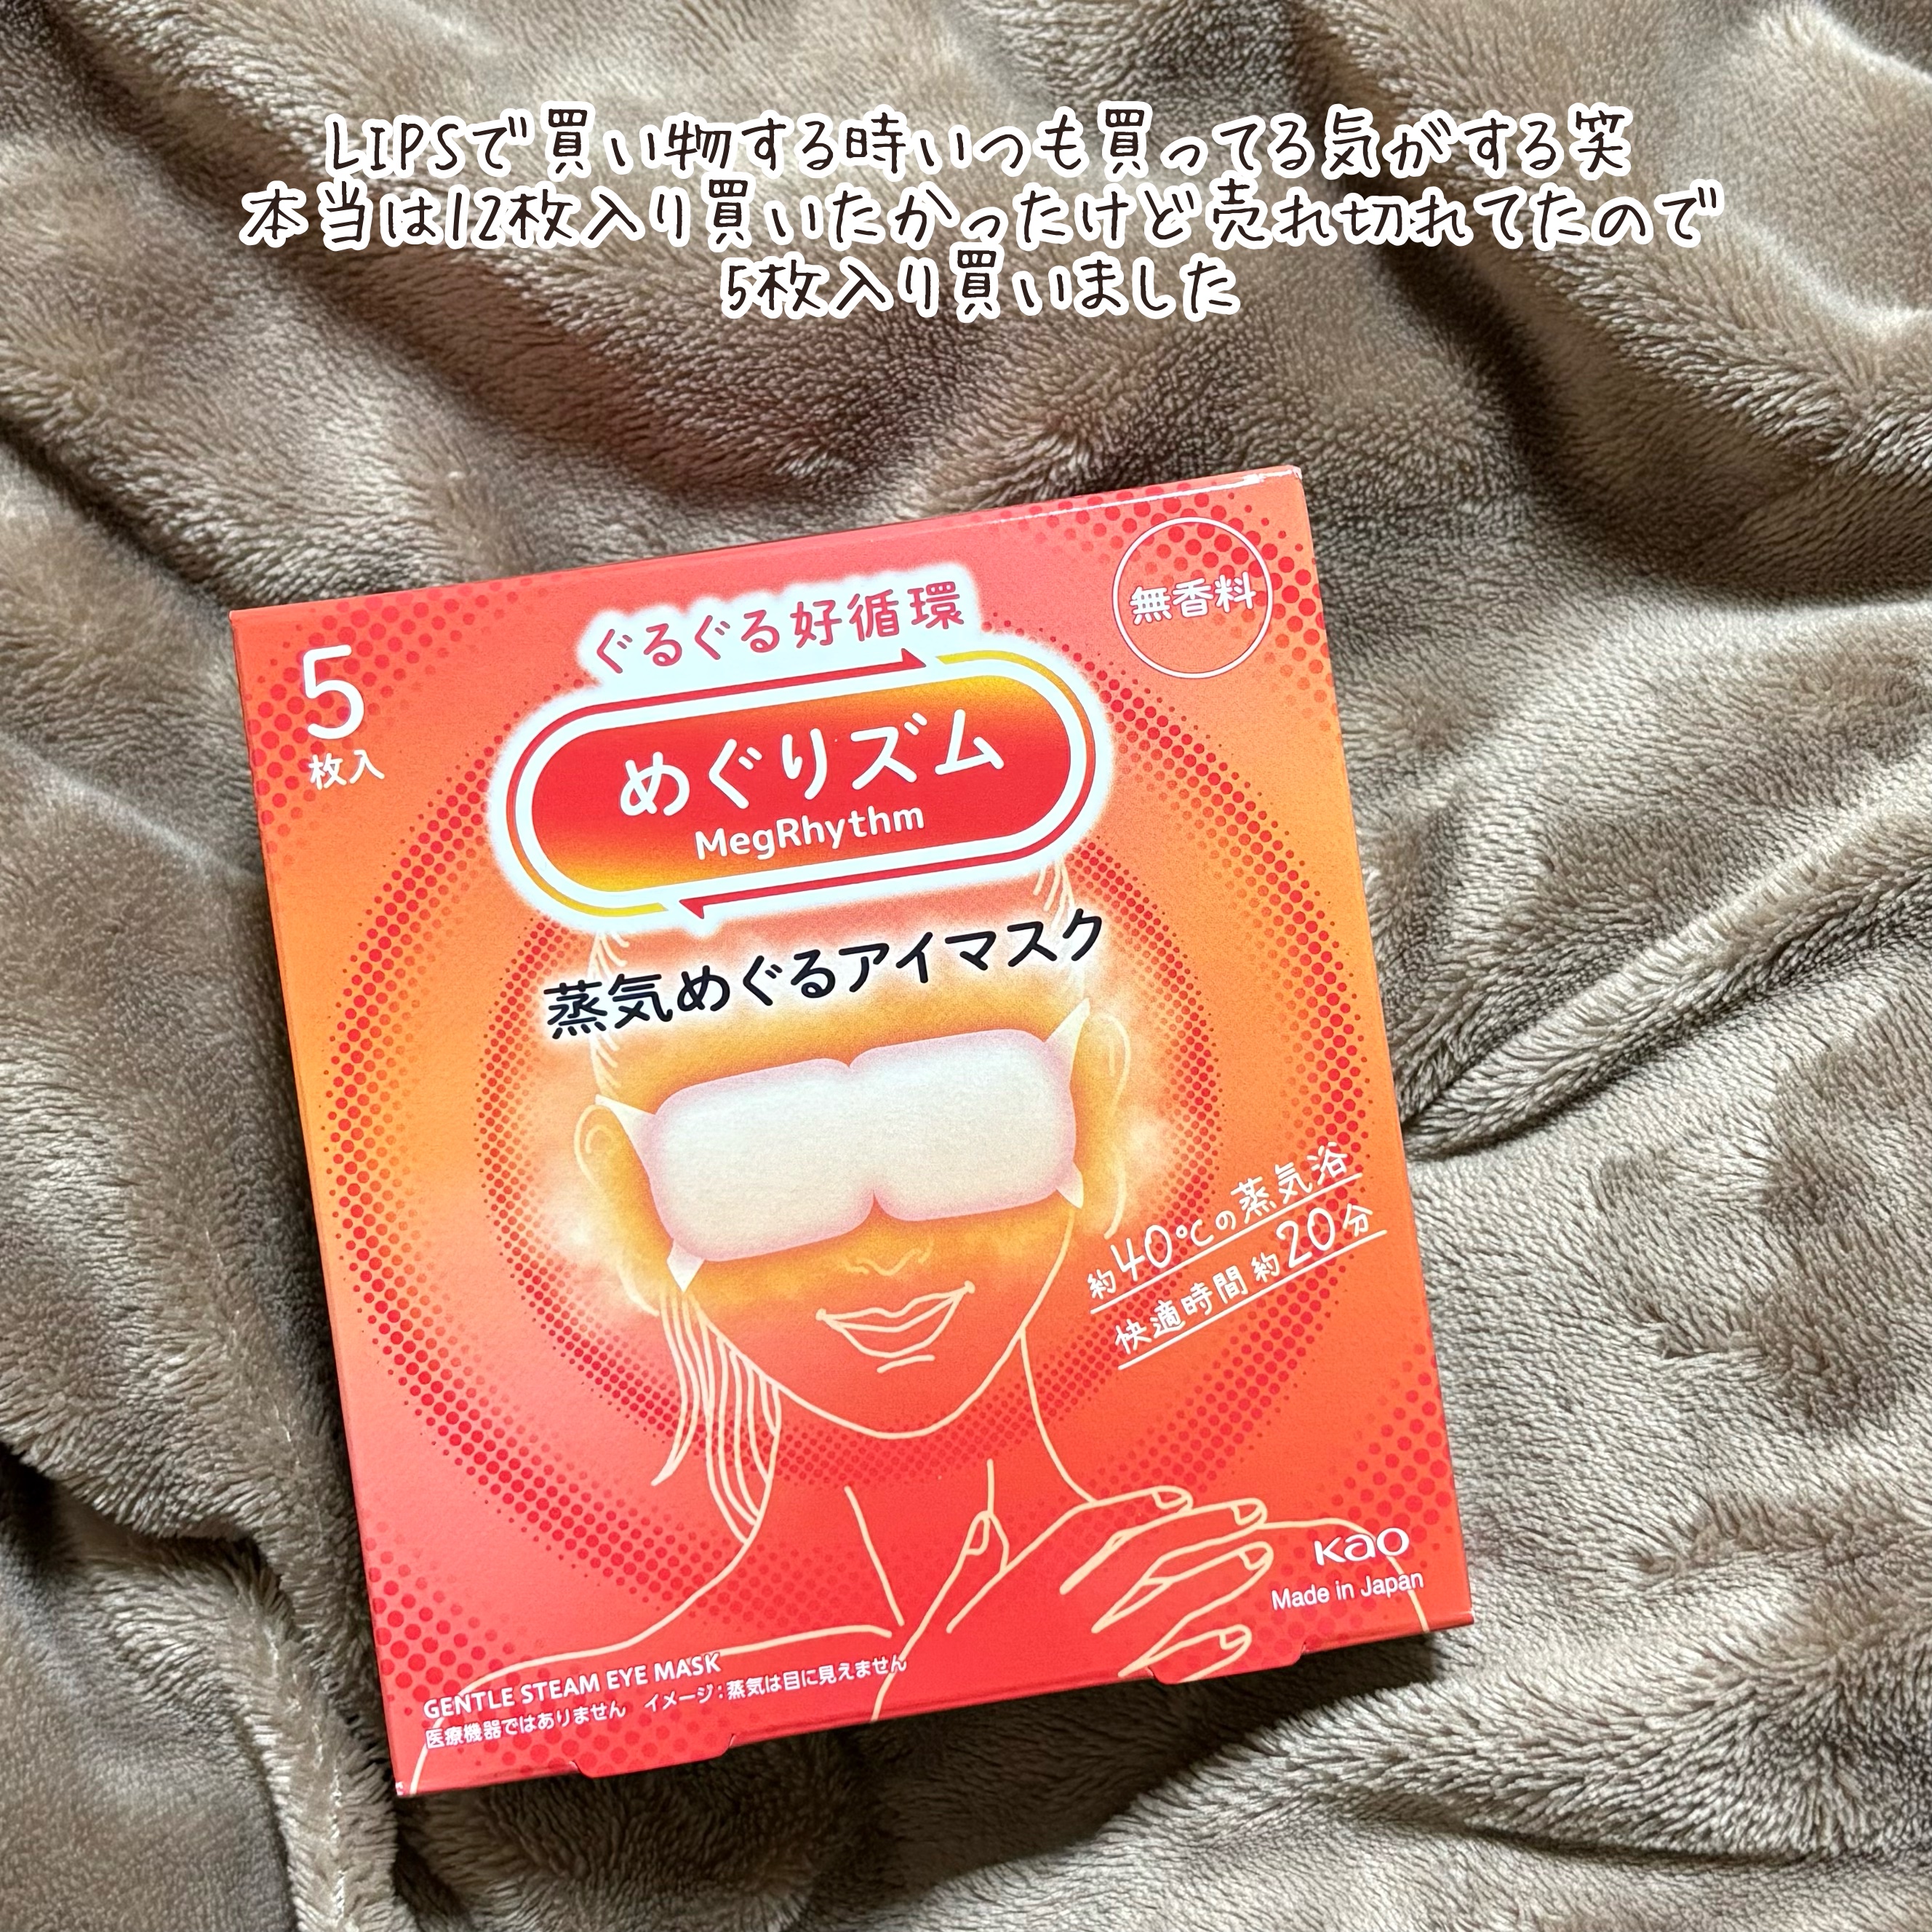 LIPSで買い物する時いつも買ってる気がする笑
本当は12枚入り買いたかったけど売れ切れてたので
5枚入り買いました
無香料
ぐるぐる好循環
5
枚入
めぐりズム
MegRhythm
蒸気めぐるアイマスク
約40℃の蒸気浴
快適時間 約20分
Kao
Made in Japan
GENTLE STEAM EYE MASK
医療機器ではありません イメージ:蒸気は目に見えません